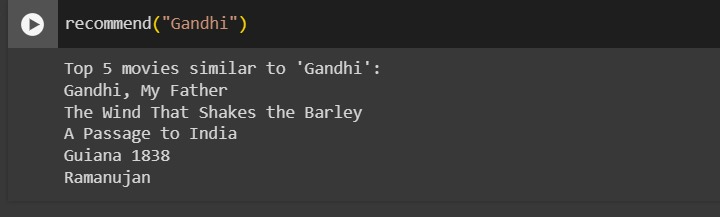 recommend("Gandhi")
Top 5 movies similar to 'Gandhi':
Gandhi, My Father
The Wind That Shakes the Barley
A Passage to India
Guiana 1838
Ramanujan